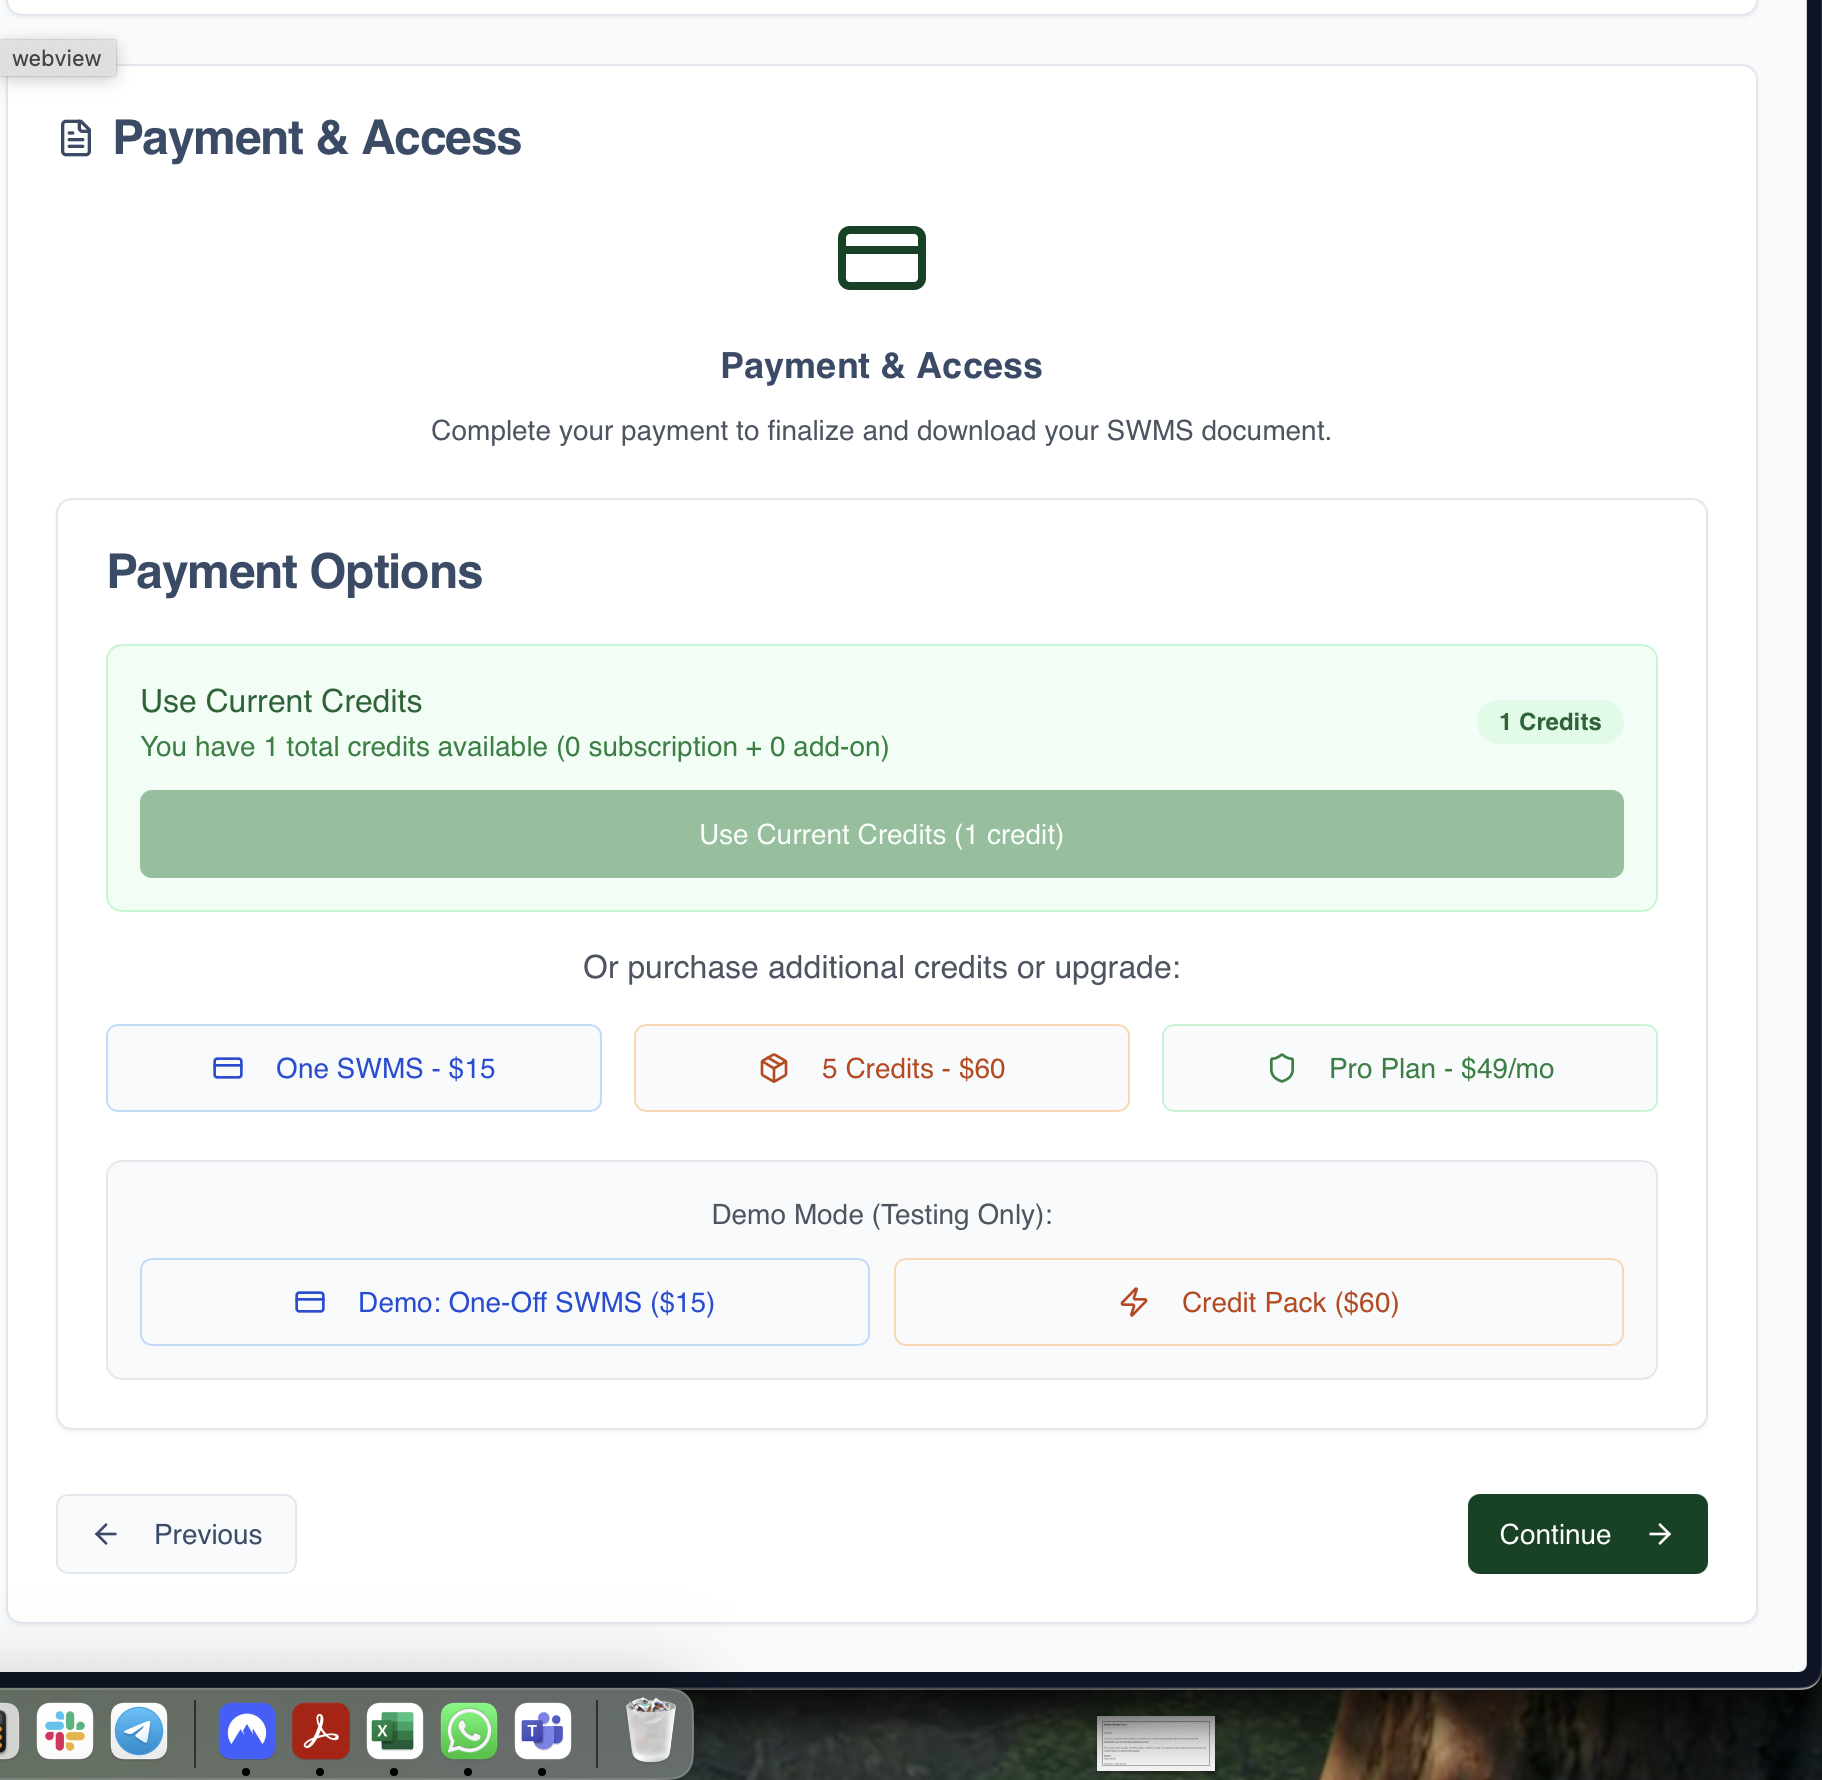 webview
Payment & Access
Payment & Access
Complete your payment to finalize and download your SWMS document.
Payment Options
Use Current Credits
You have 1 total credits available (0 subscription + 0 add-on)
1 Credits
Use Current Credits (1 credit)
Or purchase additional credits or upgrade:
One SWMS - $15
5 Credits - $60
Pro Plan - $49/mo
Demo Mode (Testing Only):
Demo: One-Off SWMS ($15)
Credit Pack ($60)
Previous
Continue
X
T